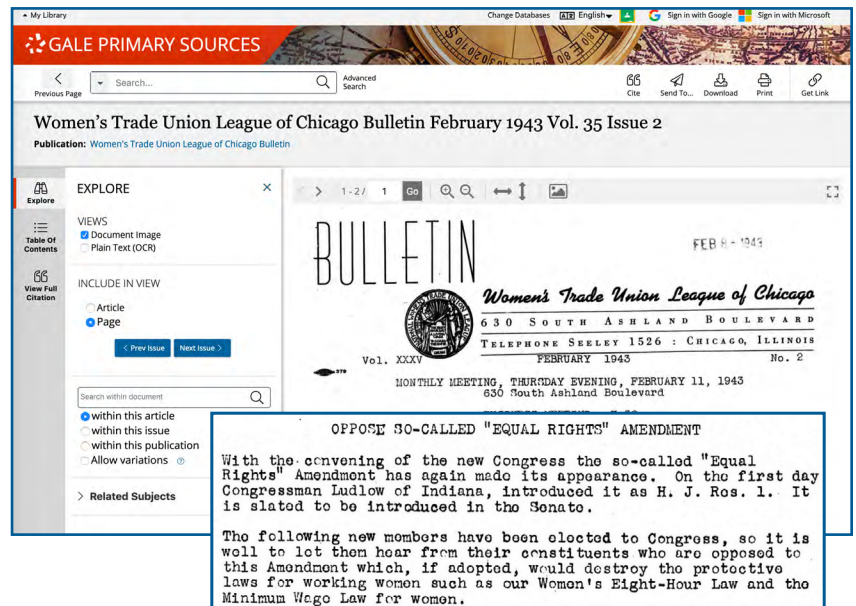 My Library
Change Databases
English
Sign in with Google
Sign in with Microsoft
GALE PRIMARY SOURCES
Previous Page
Search...
Advanced
Search
Cite
Send To...
Download
Print
Get Link
Women's Trade Union League of Chicago Bulletin February 1943 Vol. 35 Issue 2
Publication: Women's Trade Union League of Chicago Bulletin
Explore
Table Of
Contents
View Full
Citation
EXPLORE
VIEWS
Document Image
Plain Text (OCR)
INCLUDE IN VIEW
Article
Page
< Prev Issue
Next Issue >
Search within document
within this article
within this issue
within this publication
Allow variations
> Related Subjects
1-2/ 1 Go
BULLETIN
FEB 8 - 1943
Women's Trade Union League of Chicago
630 SOUTH ASHLAND BOULEVARD
TELEPHONE SEELEY 1526 : CHICAGO, ILLINOIS
Vol. XXXV FEBRUARY 1943 No. 2
MONTHLY MEETING, THURSDAY EVENING, FEBRUARY 11, 1943
630 South Ashland Boulevard
OPPOSE SO-CALLED "EQUAL RIGHTS" AMENDMENT
With the convening of the new Congress the so-called "Equal
Rights" Amendment has again made its appearance. On the first day
Congressman Ludlow of Indiana, introduced it as H. J. Res. 1. It
is slated to be introduced in the Senate.
The following new members have been elected to Congress, so it is
well to let them hear from their constituents who are opposed to
this Amendment which, if adopted, would destroy the protective
laws for working women such as our Women's Eight-Hour Law and the
Minimum Wage Law for women.